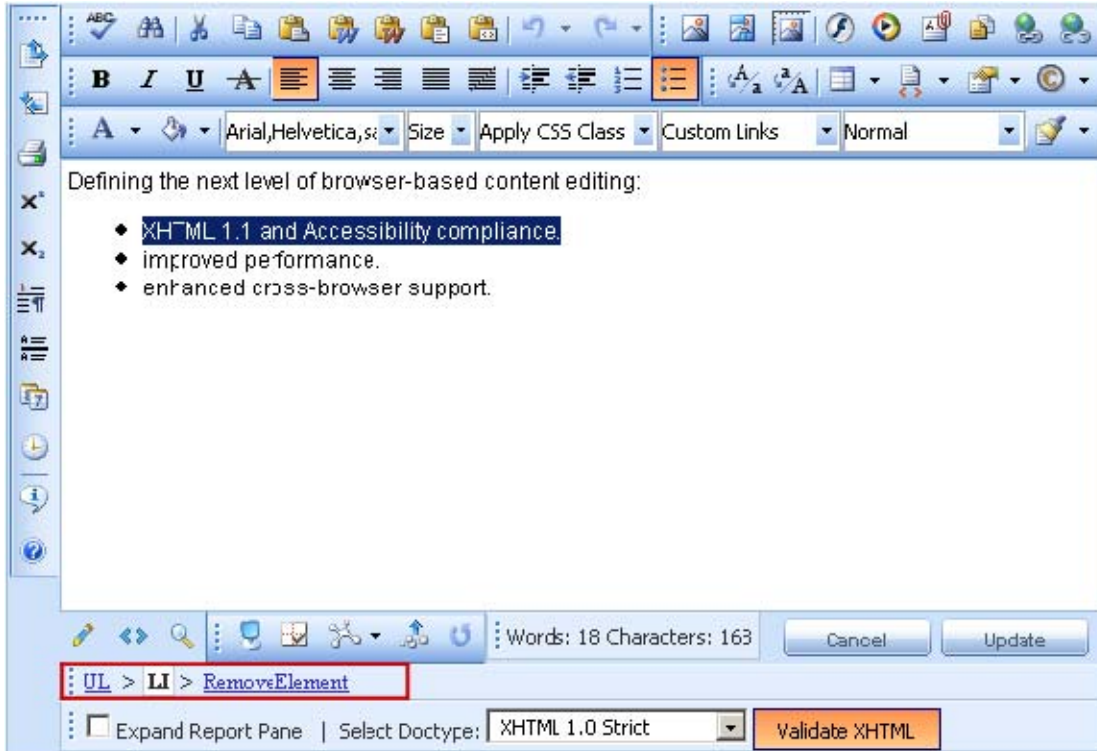 ABC
B I U A
A Arial,Helvetica,sa Size Apply CSS Class Custom Links Normal
Defining the next level of browser-based content editing:
XHTML 1.1 and Accessibility compliance.
improved performance.
enhanced cross-browser support.
Words: 18 Characters: 163 Cancel Update
UL > LI > RemoveElement
Expand Report Pane | Select Doctype: XHTML 1.0 Strict Validate XHTML